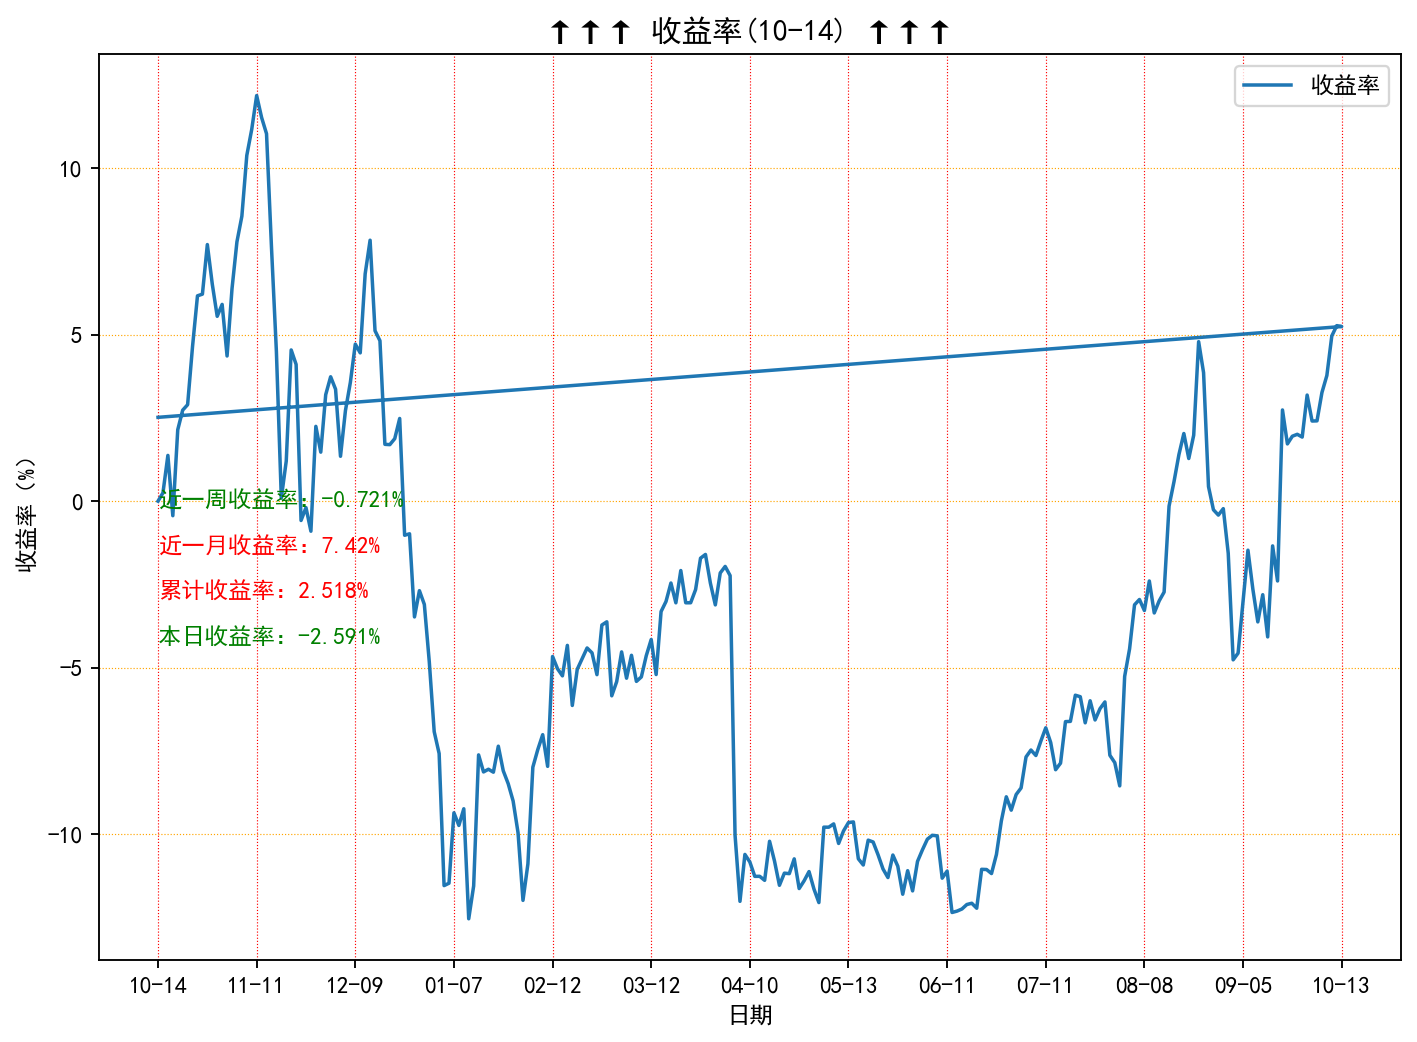 ↑↑↑ 收益率(10-14) ↑↑↑
收益率
10
5
0
-5
-10
收益率（%）
近一周收益率：-0.721%
近一月收益率：7.42%
累计收益率：2.518%
本日收益率：-2.591%
10-14 11-11 12-09 01-07 02-12 03-12 04-10 05-13 06-11 07-11 08-08 09-05 10-13
日期